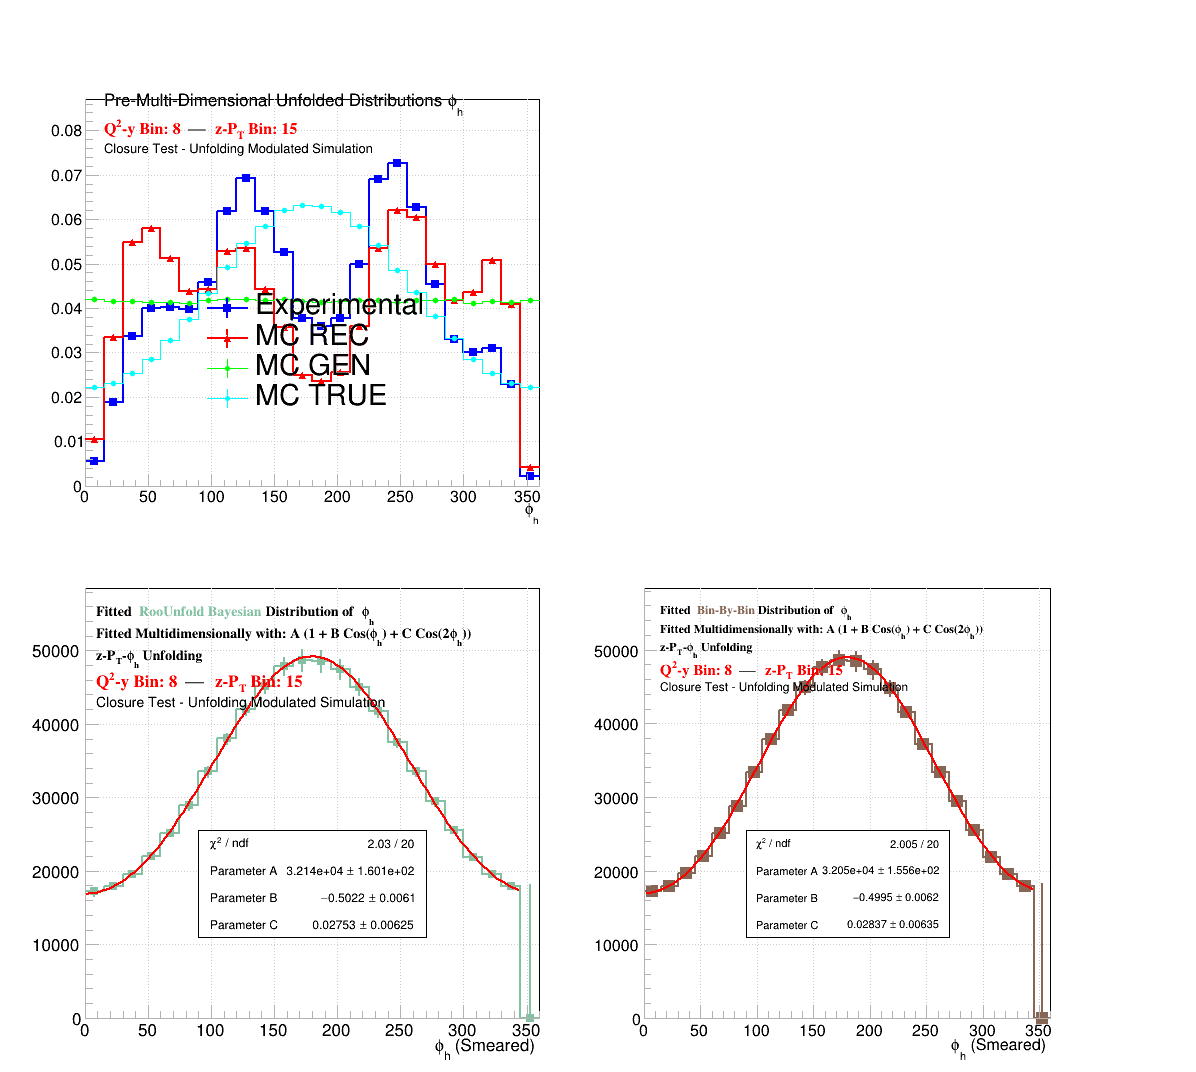 Pre-Multi-Dimensional Unfolded Distributions ϕh
Q2-y Bin: 8 — z-PT Bin: 15
Closure Test - Unfolding Modulated Simulation
0.08
0.07
0.06
0.05
0.04
0.03
0.02
0.01
0
Experimental
MC REC
MC GEN
MC TRUE
0 50 100 150 200 250 300 350
ϕh
Fitted RooUnfold Bayesian Distribution of ϕh
Fitted Multidimensionally with: A (1 + B Cos(ϕh) + C Cos(2ϕh))
z-PT-ϕh Unfolding
Q2-y Bin: 8 — z-PT Bin: 15
Closure Test - Unfolding Modulated Simulation
50000
40000
30000
20000
10000
0
χ2 / ndf 2.03 / 20
Parameter A 3.214e+04 ± 1.601e+02
Parameter B −0.5022 ± 0.0061
Parameter C 0.02753 ± 0.00625
0 50 100 150 200 250 300 350
ϕh (Smeared)
Fitted Bin-By-Bin Distribution of ϕh
Fitted Multidimensionally with: A (1 + B Cos(ϕh) + C Cos(2ϕh))
z-PT-ϕh Unfolding
Q2-y Bin: 8 — z-PT Bin: 15
Closure Test - Unfolding Modulated Simulation
50000
40000
30000
20000
10000
0
χ2 / ndf 2.005 / 20
Parameter A 3.205e+04 ± 1.556e+02
Parameter B −0.4995 ± 0.0062
Parameter C 0.02837 ± 0.00635
0 50 100 150 200 250 300 350
ϕh (Smeared)